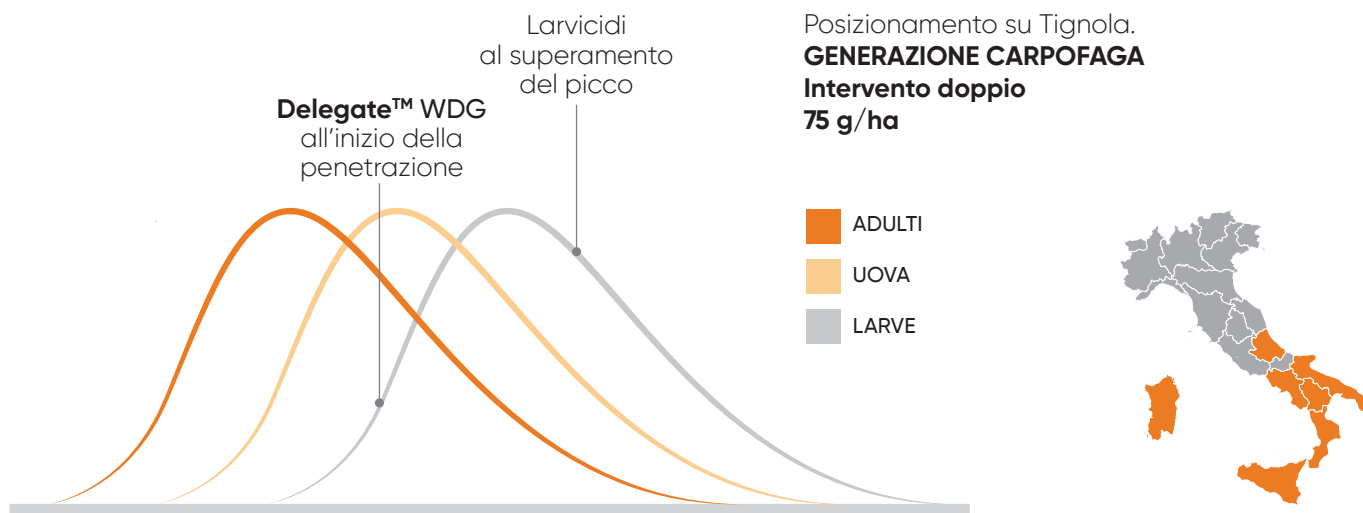 Larvicidi
al superamento
del picco
Delegate™ WDG
all'inizio della
penetrazione
Posizionamento su Tignola.
GENERAZIONE CARPOFAGA
Intervento doppio
75 g/ha
ADULTI
UOVA
LARVE